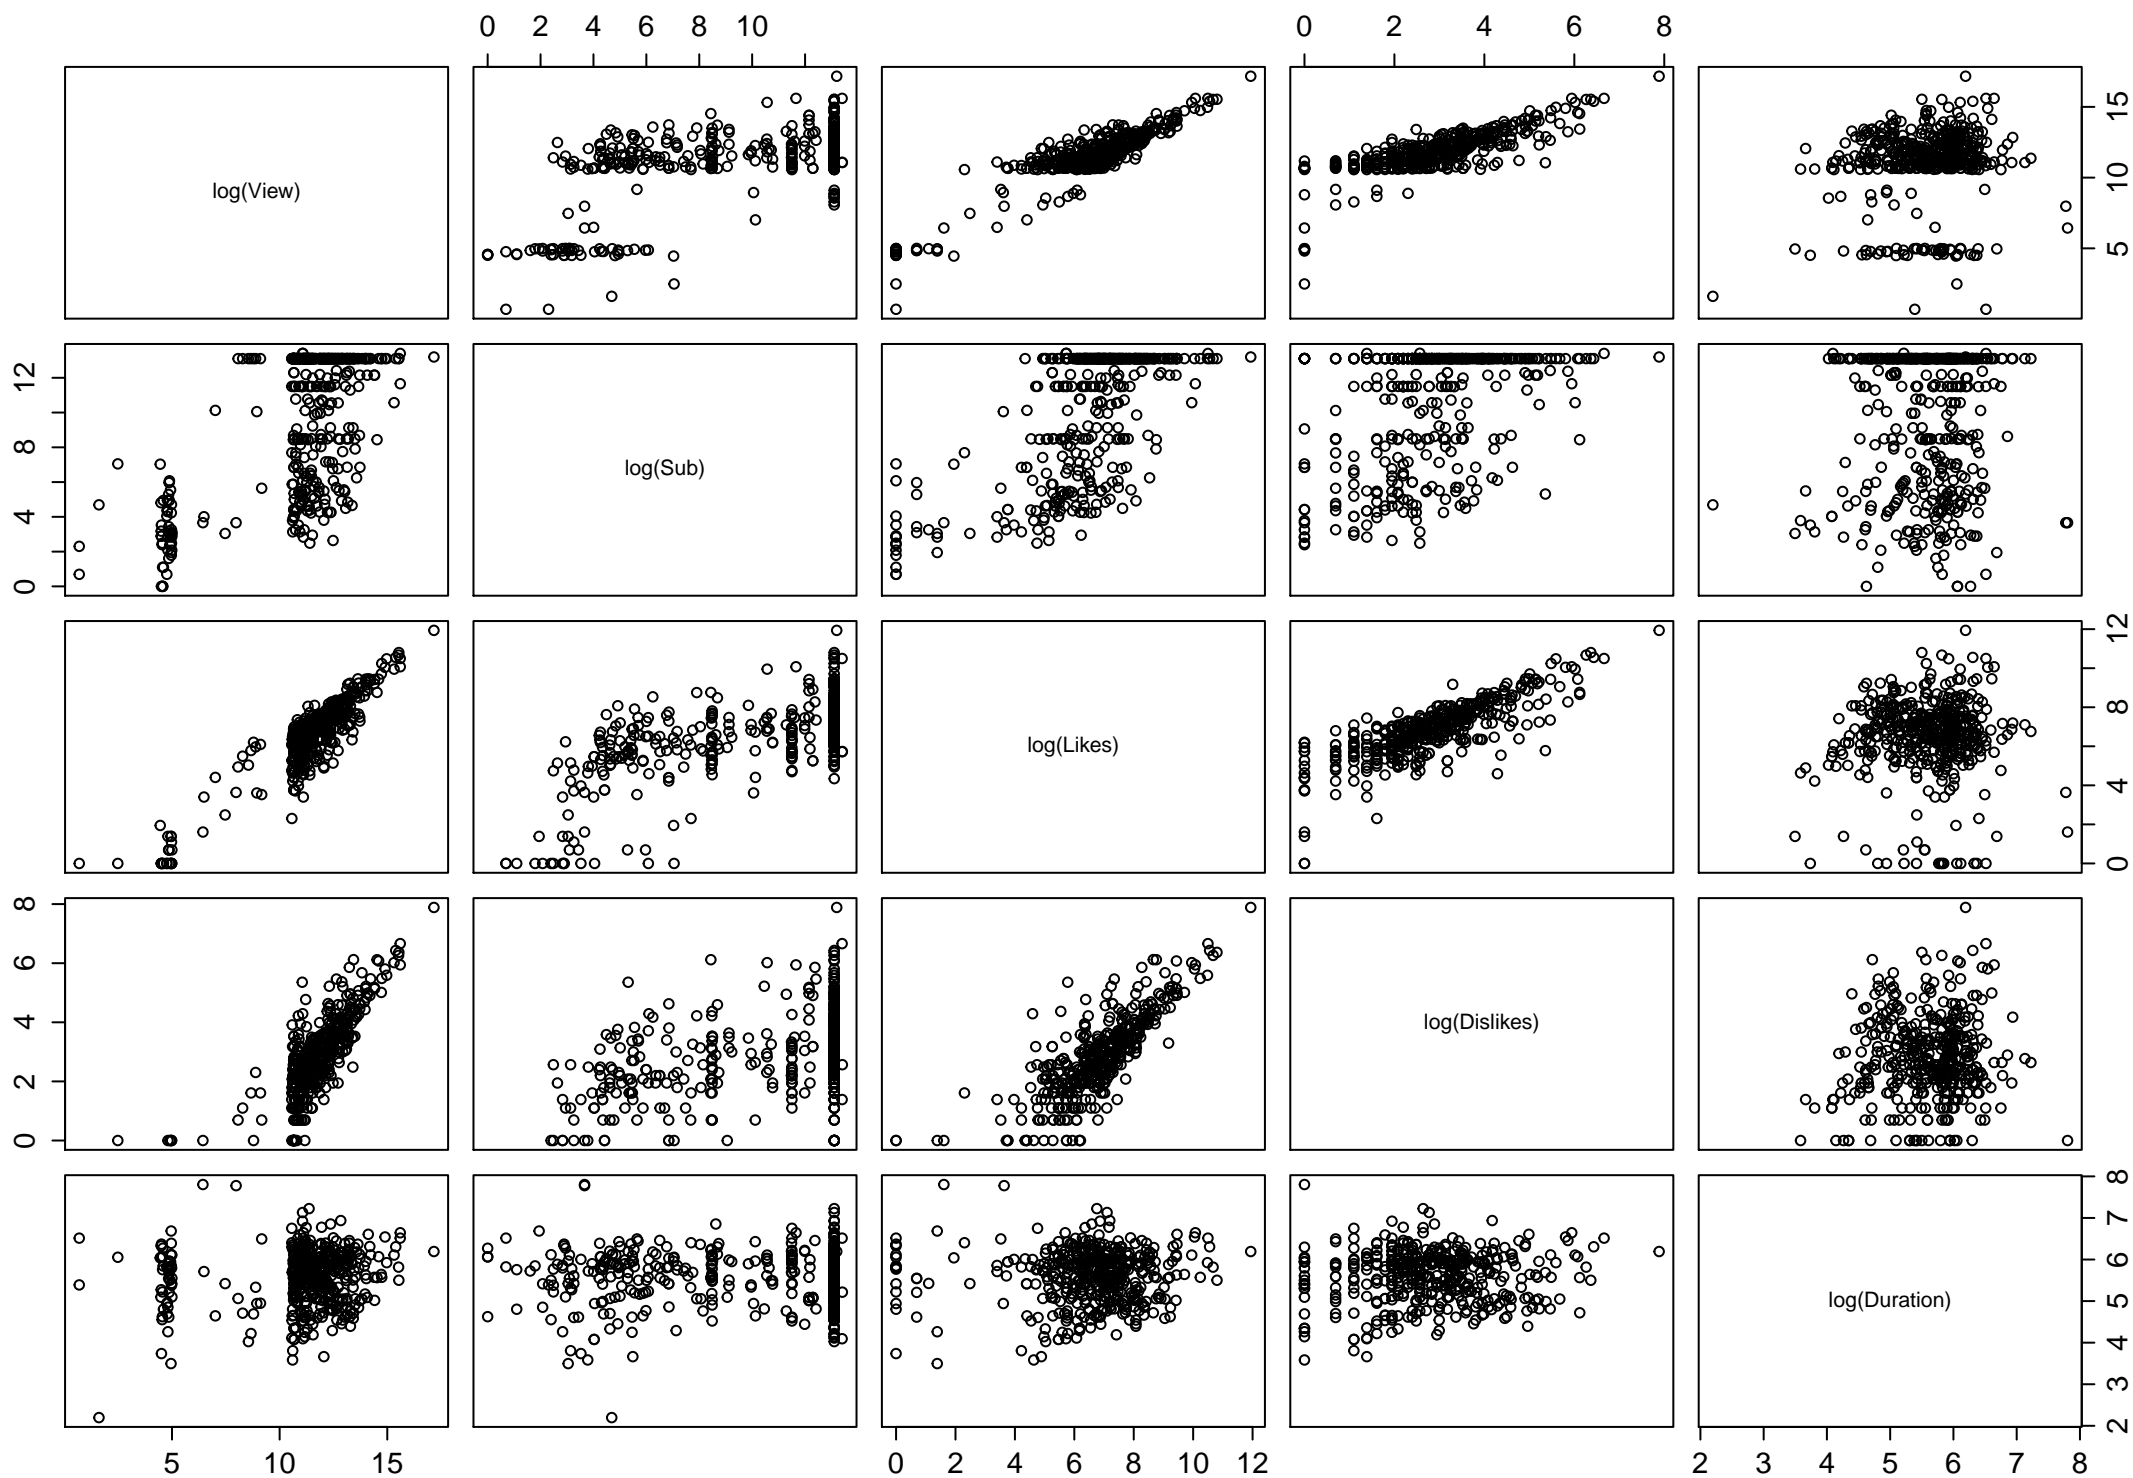 0 2 4 6 8 10
0 2 4 6 8
log(View)
5 10 15
0 4 8 12
log(Sub)
log(Likes)
0 4 8 12
0 2 4 6 8
log(Dislikes)
log(Duration)
2 3 4 5 6 7 8
5 10 15
0 2 4 6 8 10 12
2 3 4 5 6 7 8